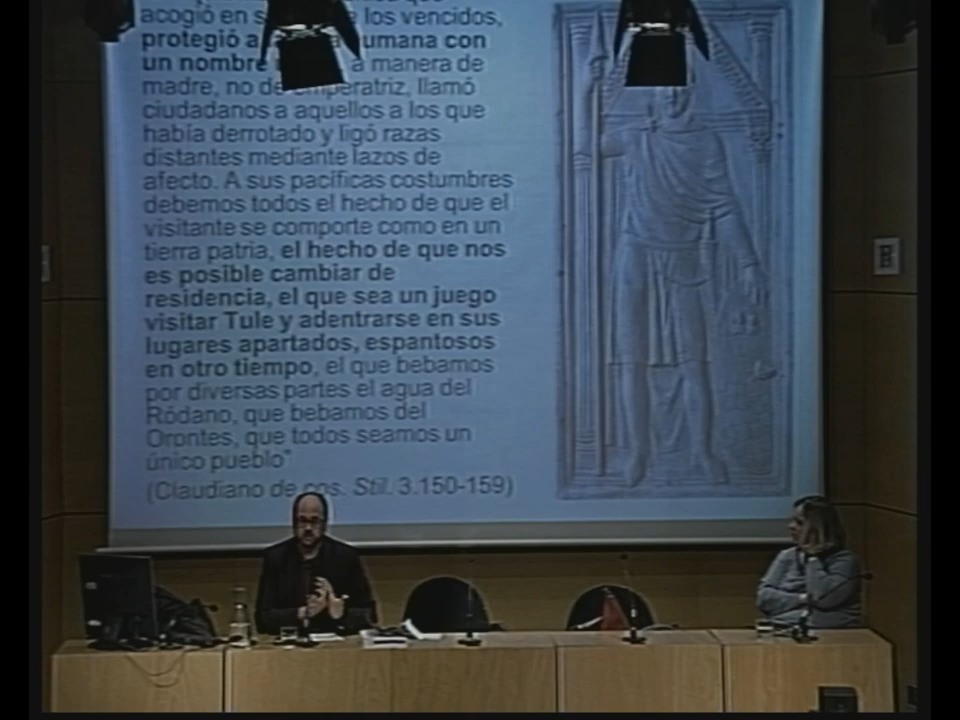 acogió en los vencidos,
protegió a humana con
un nombre a manera de
madre, no de emperatriz, llamó
ciudadanos a aquellos a los que
había derrotado y ligó razas
distantes mediante lazos de
afecto. A sus pacíficas costumbres
debemos todos el hecho de que el
visitante se comporte como en un
tierra patria, el hecho de que nos
es posible cambiar de
residencia, el que sea un juego
visitar Tule y adentrarse en sus
lugares apartados, espantosos
en otro tiempo, el que bebamos
por diversas partes el agua del
Ródano, que bebamos del
Orontes, que todos seamos un
único pueblo"
(Claudiano de cos. Stil. 3.150-159)